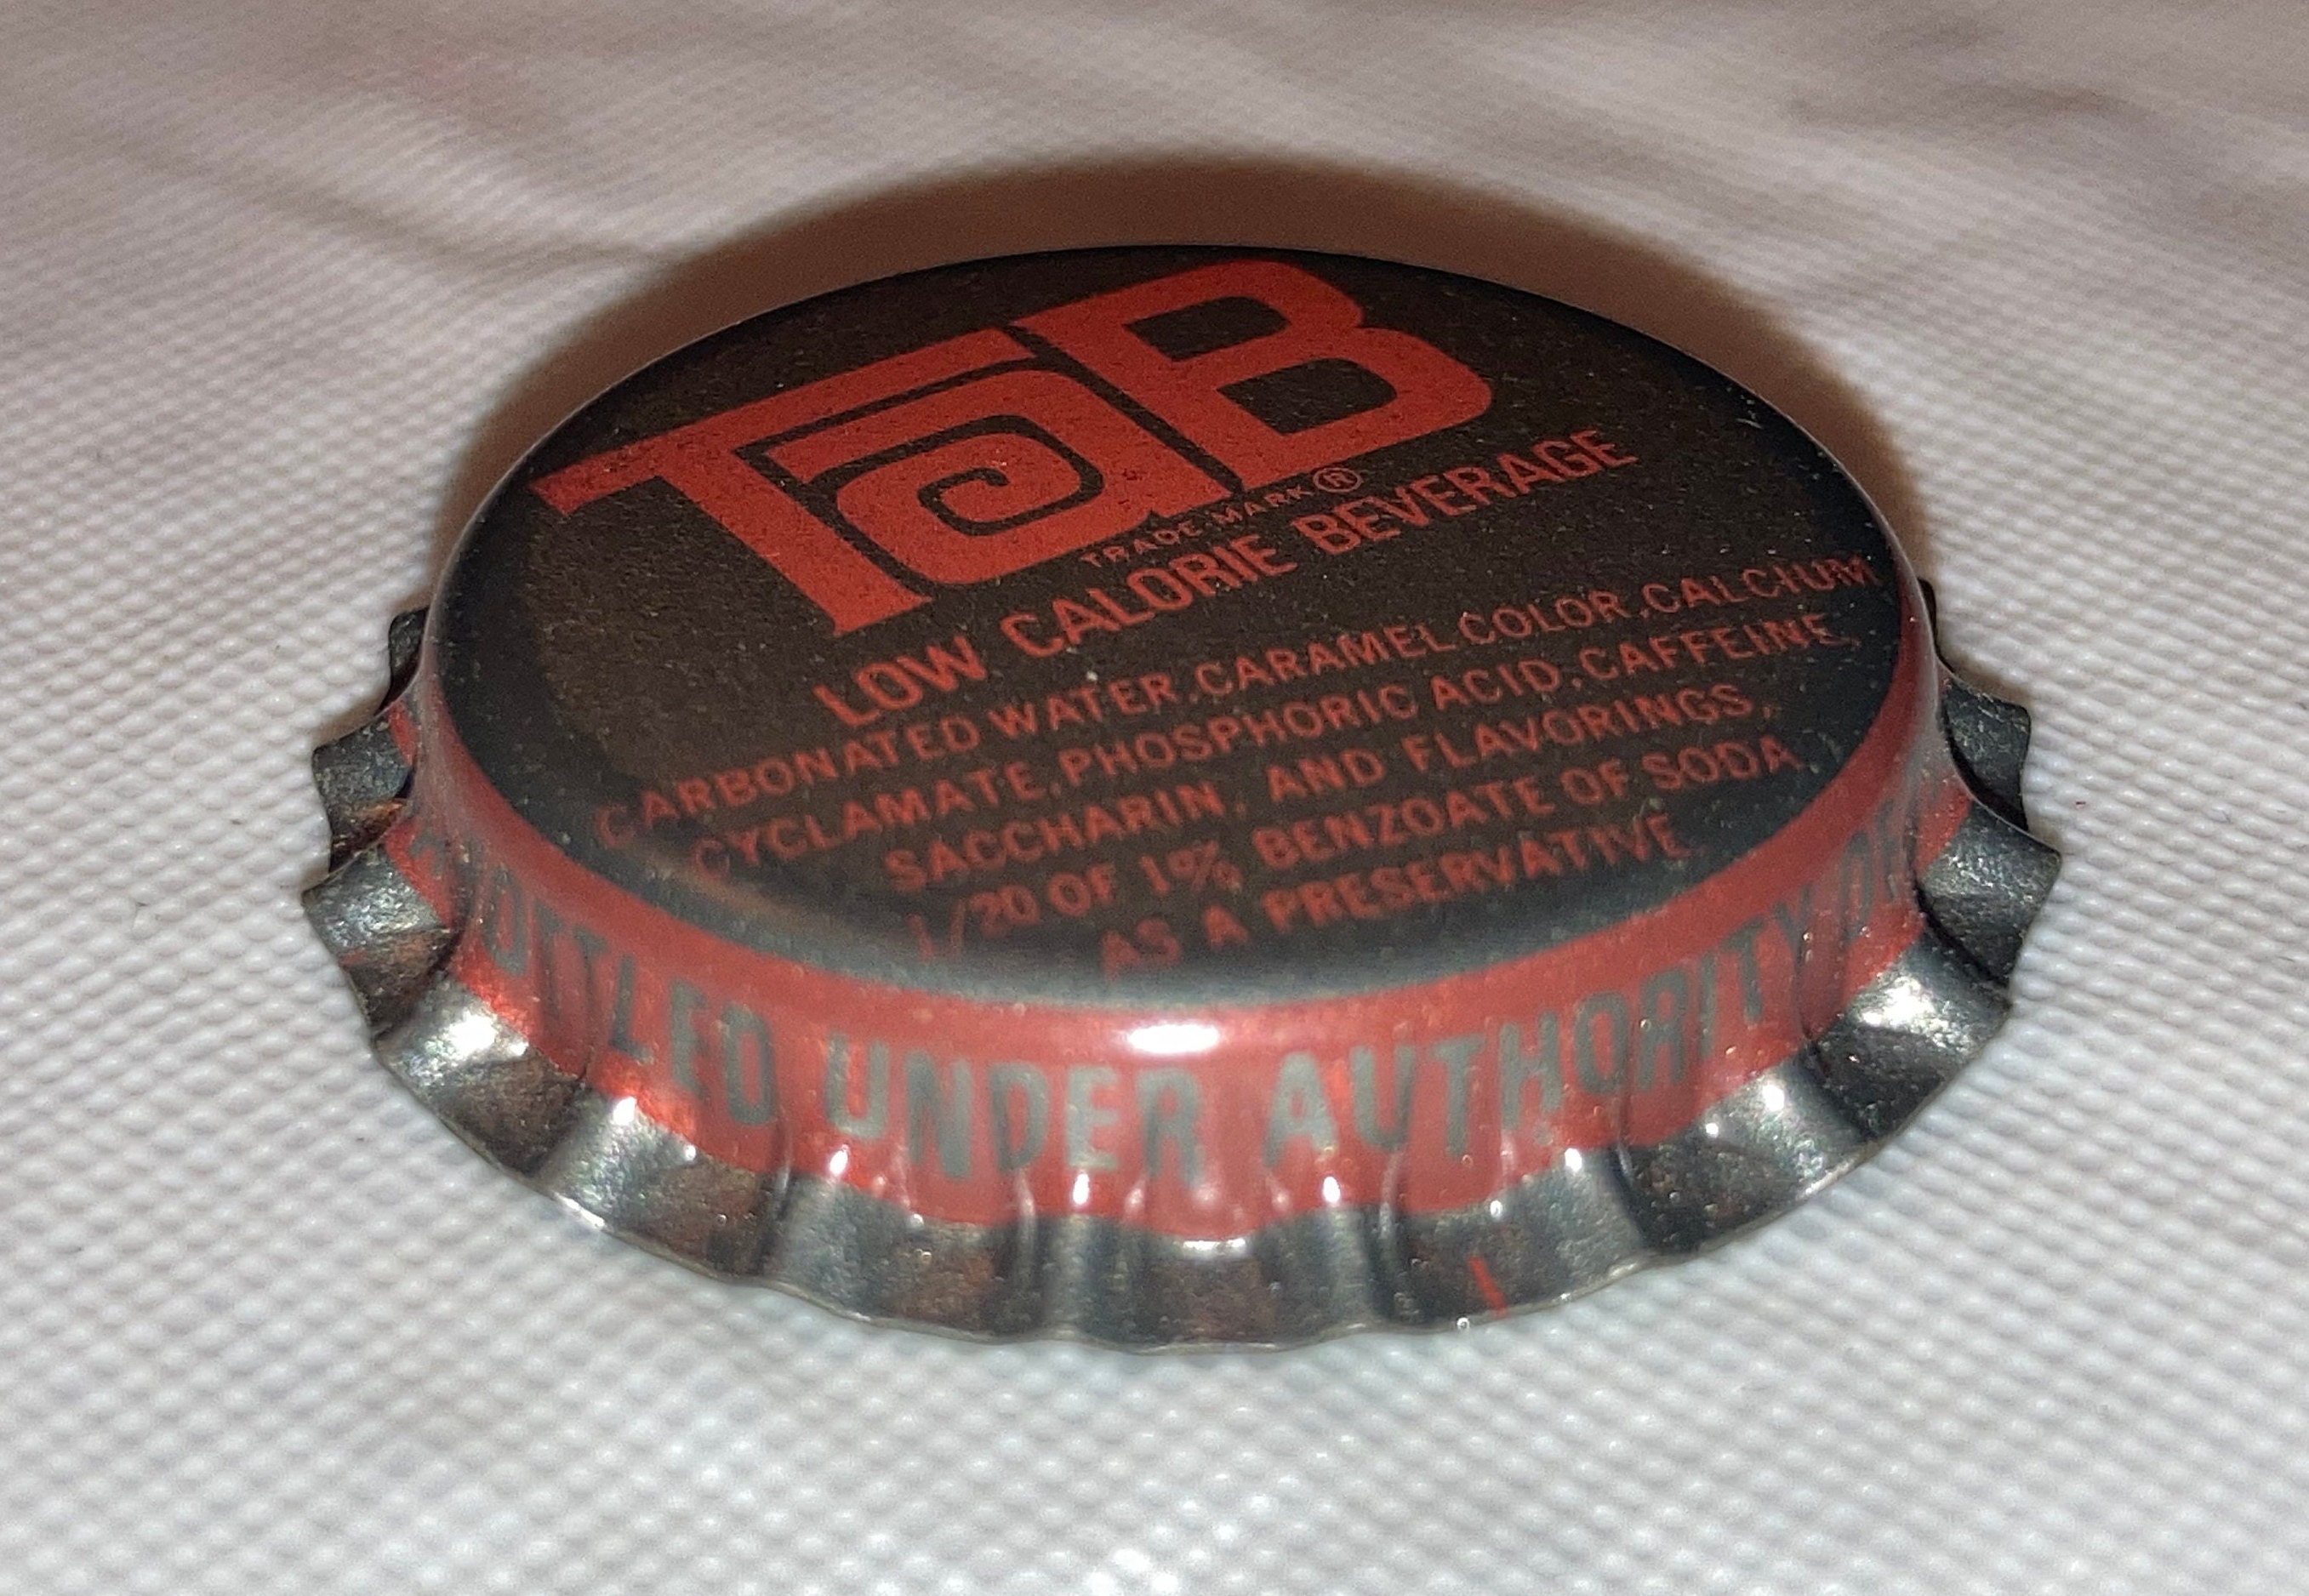 TaB
TRADE MARK ®
LOW CALORIE BEVERAGE
CARBONATED WATER, CARAMEL COLOR, CALCIUM
CYCLAMATE, PHOSPHORIC ACID, CAFFEINE,
SACCHARIN, AND FLAVORINGS,
1/20 OF 1% BENZOATE OF SODA
AS A PRESERVATIVE
BOTTLED UNDER AUTHORITY OF